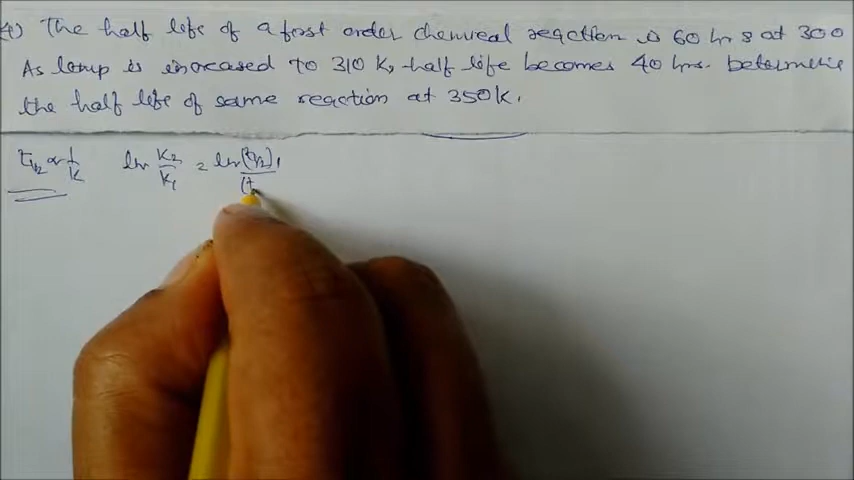 4) The half life of a first order chemical reaction is 60 hrs at 300
As temp is increased to 310 K, half life becomes 40 hrs. Determine
the half life of same reaction at 350K.
t1/2 ∝ 1/K ln K2/K1 = ln (t1/2)1/(t